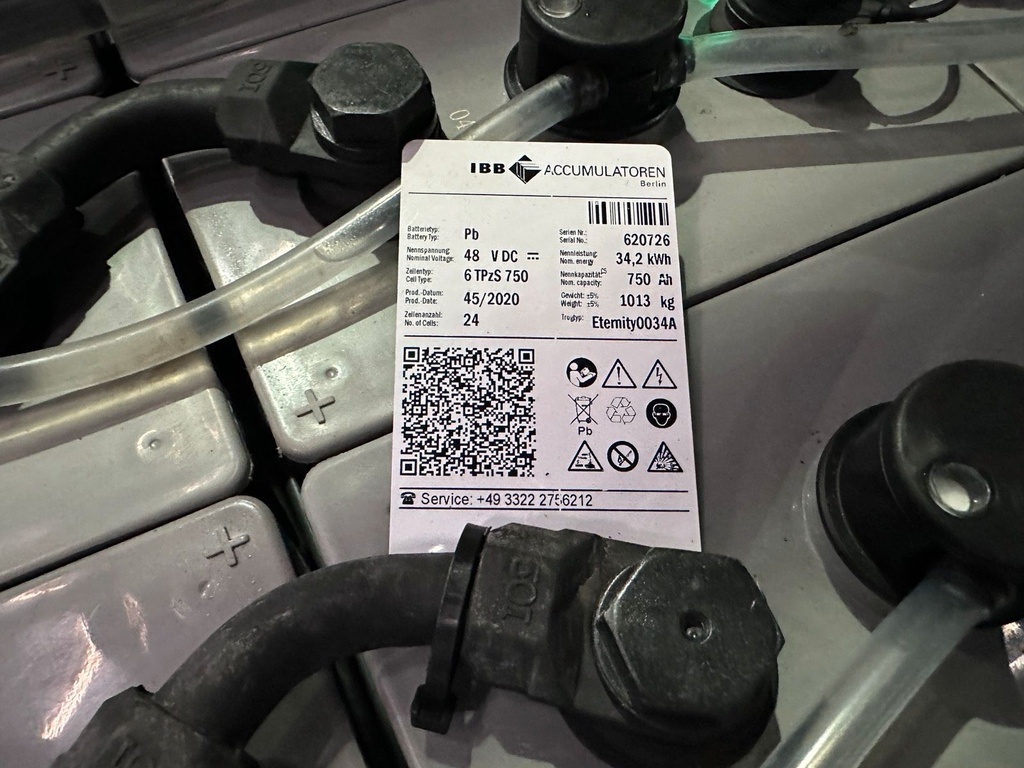 IBB ACCUMULATOREN
Berlin
Batterietyp:
Battery Typ: Pb
Serien Nr.:
Serial No.: 620726
Nennspannung
Nominal Voltage: 48 V DC
Nennleistung
Nom. energy 34,2 kWh
Zellentyp:
Cell Type: 6 TPzS 750
Nennkapazität C5
Nom. capacity: 750 Ah
Prod.-Datum:
Prod.-Date: 45/2020
Gewicht: ±5%
Weight: ±5% 1013 kg
Zellenanzahl:
No. of Cells: 24
Trogtyp: Eternity0034A
Pb
Service: +49 3322 2756212
04